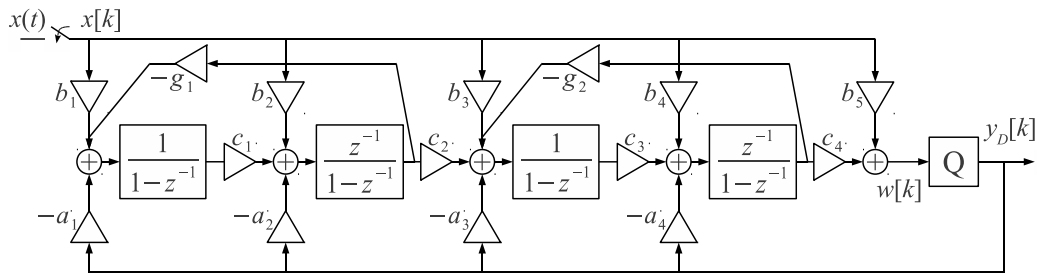 x(t) x[k]
−g₁ −g₂
b₁ b₂ b₃ b₄ b₅
c₁ c₂ c₃ c₄ y_D[k]
+ 1/(1−z⁻¹) + z⁻¹/(1−z⁻¹) + 1/(1−z⁻¹) + z⁻¹/(1−z⁻¹) + Q
w[k]
−a₁ −a₂ −a₃ −a₄